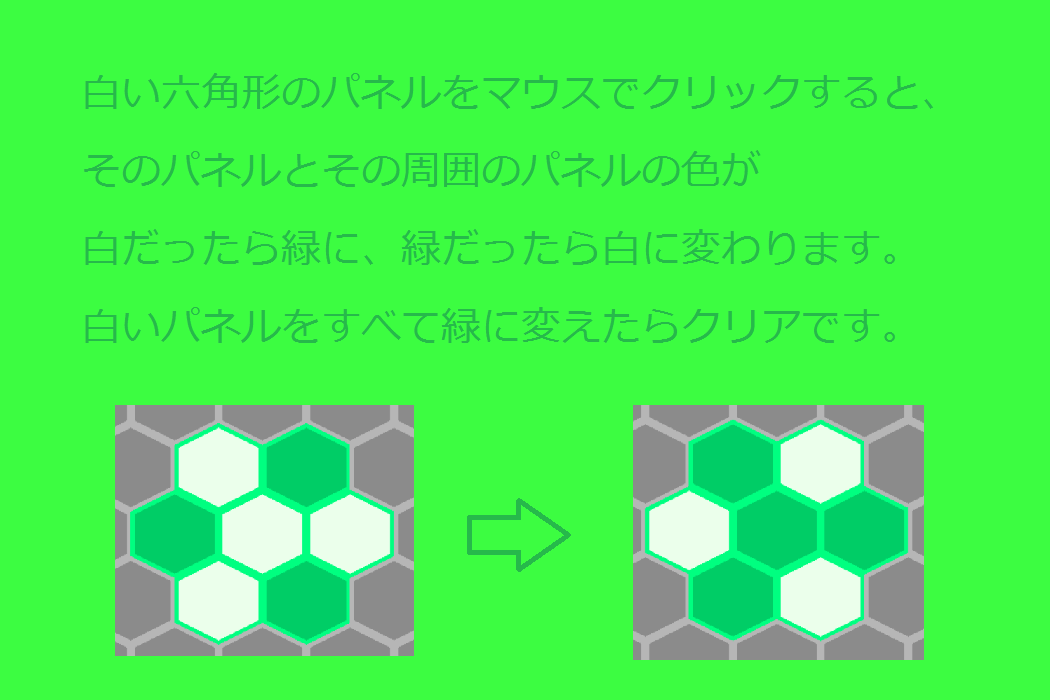 白い六角形のパネルをマウスでクリックすると、
そのパネルとその周囲のパネルの色が
白だったら緑に、緑だったら白に変わります。
白いパネルをすべて緑に変えたらクリアです。